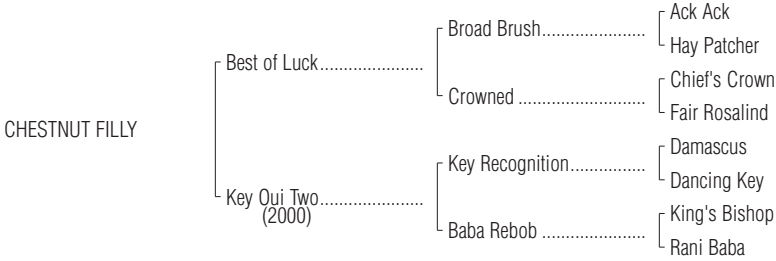 Ack Ack
Broad Brush......................
Hay Patcher
Best of Luck......................
Chief's Crown
Crowned ...........................
Fair Rosalind
CHESTNUT FILLY
Damascus
Key Recognition................
Dancing Key
Key Oui Two......................
(2000)
King's Bishop
Baba Rebob ......................
Rani Baba